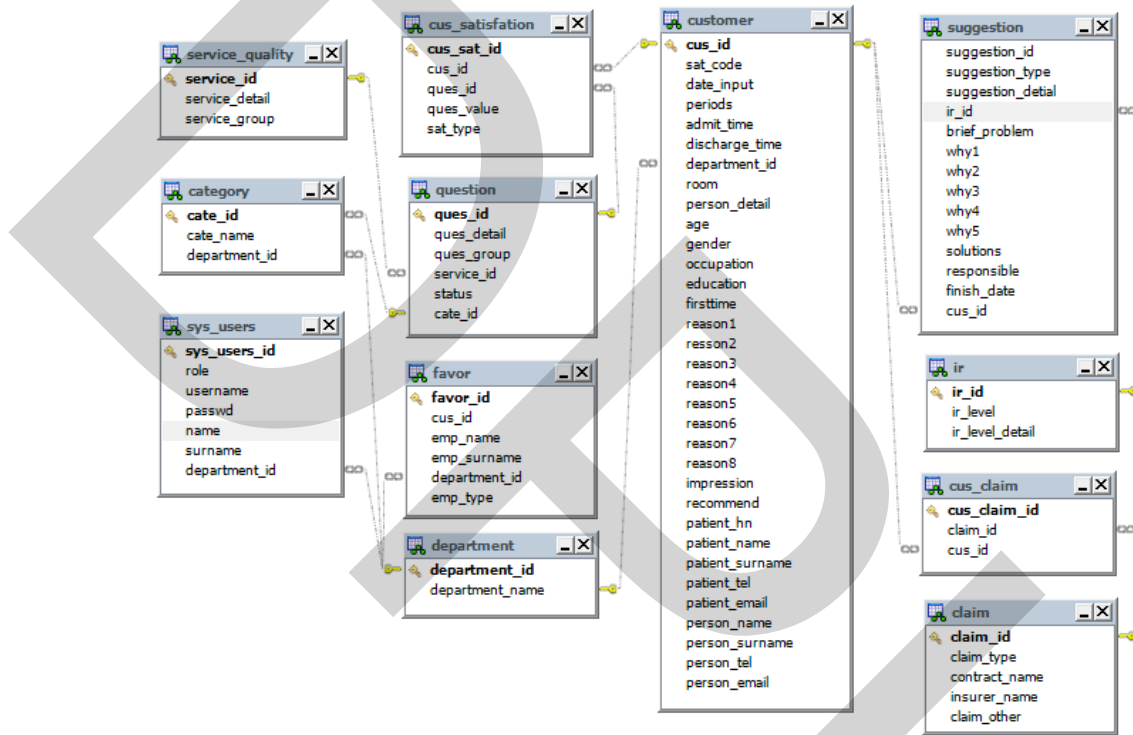 service_quality
service_id
service_detail
service_group
category
cate_id
cate_name
department_id
sys_users
sys_users_id
role
username
passwd
name
surname
department_id
cus_satisfation
cus_sat_id
cus_id
ques_id
ques_value
sat_type
question
ques_id
ques_detail
ques_group
service_id
status
cate_id
favor
favor_id
cus_id
emp_name
emp_surname
department_id
emp_type
department
department_id
department_name
customer
cus_id
sat_code
date_input
periods
admit_time
discharge_time
department_id
room
person_detail
age
gender
occupation
education
firsttime
reason1
resson2
reason3
reason4
reason5
reason6
reason7
reason8
impression
recommend
patient_hn
patient_name
patient_surname
patient_tel
patient_email
person_name
person_surname
person_tel
person_email
suggestion
suggestion_id
suggestion_type
suggestion_detial
ir_id
brief_problem
why1
why2
why3
why4
why5
solutions
responsible
finish_date
cus_id
ir
ir_id
ir_level
ir_level_detail
cus_claim
cus_claim_id
claim_id
cus_id
claim
claim_id
claim_type
contract_name
insurer_name
claim_other